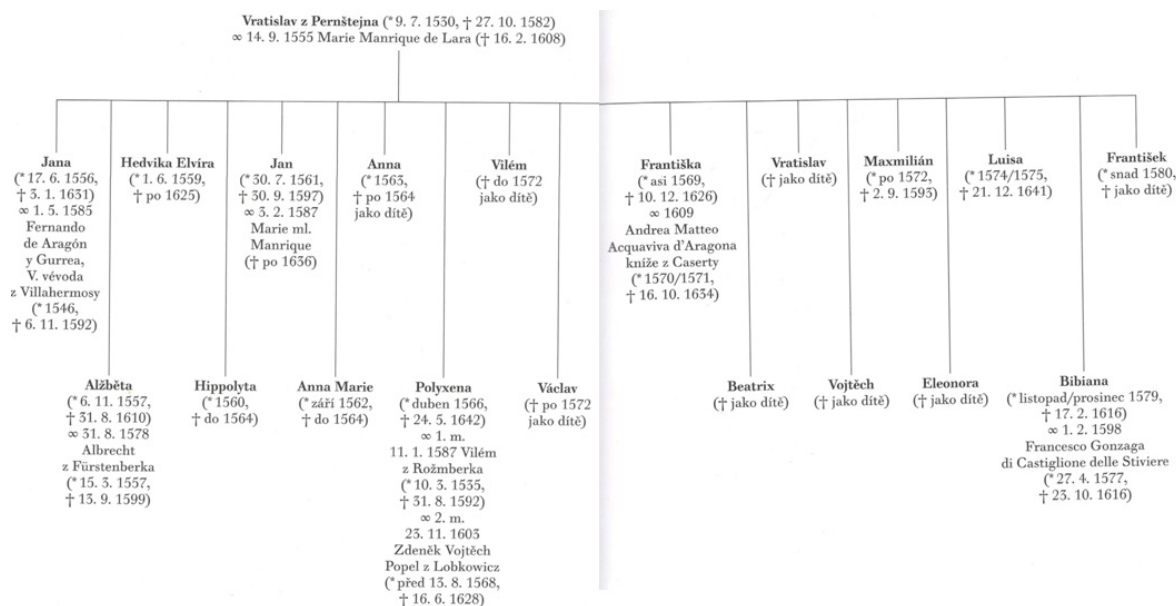 Vratislav z Pernštejna (* 9. 7. 1530, † 27. 10. 1582)
∞ 14. 9. 1555 Marie Manrique de Lara († 16. 2. 1608)
Jana
(* 17. 6. 1556,
† 3. 1. 1631)
∞ 1. 5. 1585
Fernando
de Aragón
y Gurrea,
V. vévoda
z Villahermosy
(* 1546,
† 6. 11. 1592)
Hedvika Elvíra
(* 1. 6. 1559,
† po 1625)
Jan
(* 30. 7. 1561,
† 30. 9. 1597)
∞ 3. 2. 1587
Marie ml.
Manrique
(† po 1636)
Anna
(* 1563,
† po 1564
jako dítě)
Vilém
(† do 1572
jako dítě)
Františka
(* asi 1569,
† 10. 12. 1626)
∞ 1609
Andrea Matteo
Acquaviva d'Aragona
kníže z Caserty
(* 1570/1571,
† 16. 10. 1634)
Vratislav
(† jako dítě)
Maxmilián
(* po 1572,
† 2. 9. 1593)
Luisa
(* 1574/1575,
† 21. 12. 1641)
František
(* snad 1580,
† jako dítě)
Alžběta
(* 6. 11. 1557,
† 31. 8. 1610)
∞ 31. 8. 1578
Albrecht
z Fürstenberka
(* 15. 3. 1557,
† 13. 9. 1599)
Hippolyta
(* 1560,
† do 1564)
Anna Marie
(* září 1562,
† do 1564)
Polyxena
(* duben 1566,
† 24. 5. 1642)
∞ 1. m.
11. 1. 1587 Vilém
z Rožmberka
(* 10. 3. 1535,
† 31. 8. 1592)
∞ 2. m.
23. 11. 1603
Zdeněk Vojtěch
Popel z Lobkowicz
(* před 13. 8. 1568,
† 16. 6. 1628)
Václav
(† po 1572
jako dítě)
Beatrix
(† jako dítě)
Vojtěch
(† jako dítě)
Eleonora
(† jako dítě)
Bibiana
(* listopad/prosinec 1579,
† 17. 2. 1616)
∞ 1. 2. 1598
Francesco Gonzaga
di Castiglione delle Stiviere
(* 27. 4. 1577,
† 23. 10. 1616)